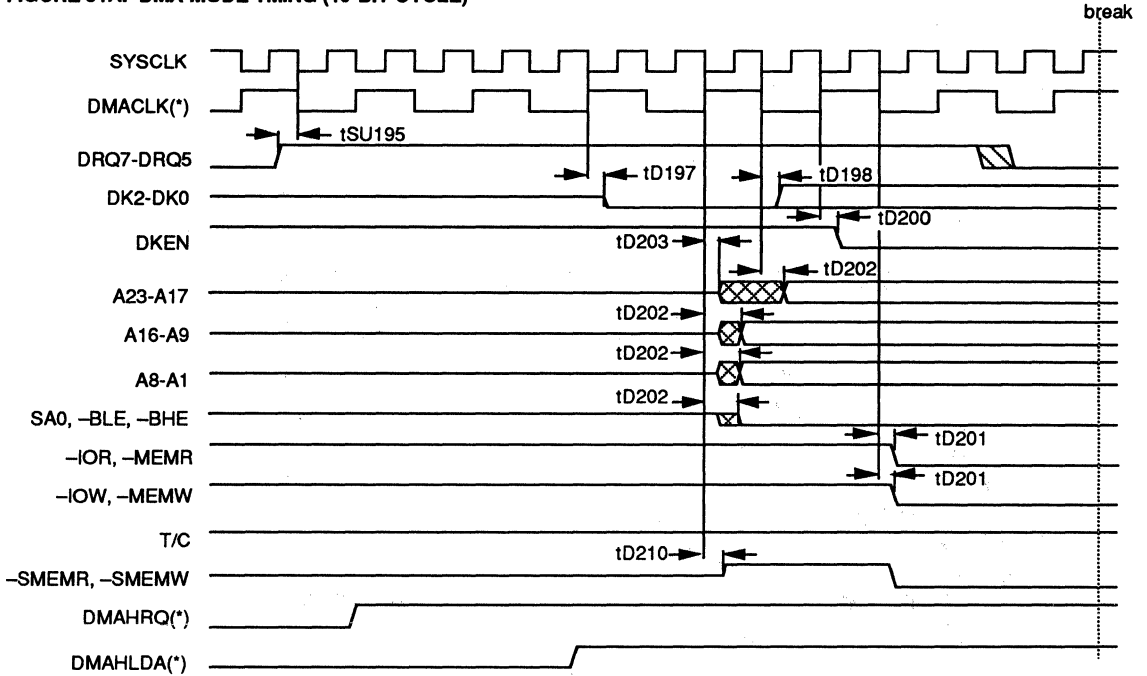 break
SYSCLK
DMACLK(*)
tSU195
DRQ7-DRQ5
tD197
tD198
DK2-DK0
tD200
DKEN
tD203
tD202
A23-A17
tD202
A16-A9
tD202
A8-A1
tD202
SA0, –BLE, –BHE
tD201
–IOR, –MEMR
tD201
–IOW, –MEMW
T/C
tD210
–SMEMR, –SMEMW
DMAHRQ(*)
DMAHLDA(*)